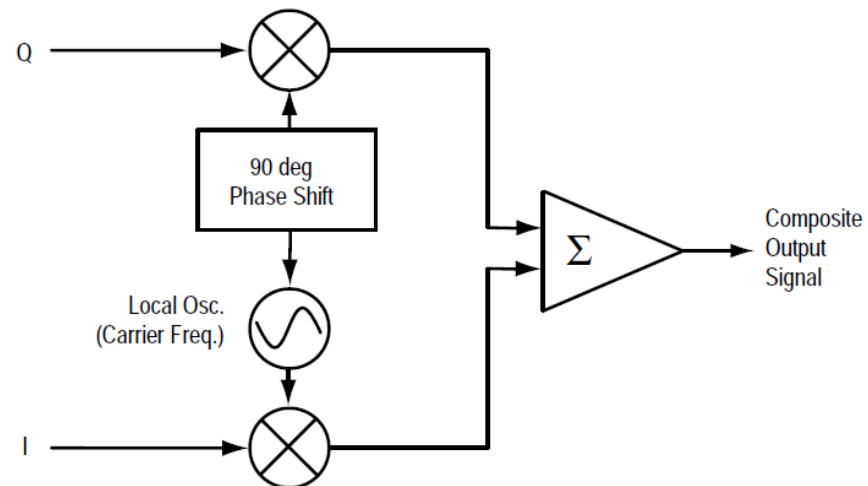 Q
90 deg
Phase Shift
Local Osc.
(Carrier Freq.)
Σ
Composite
Output
Signal
I